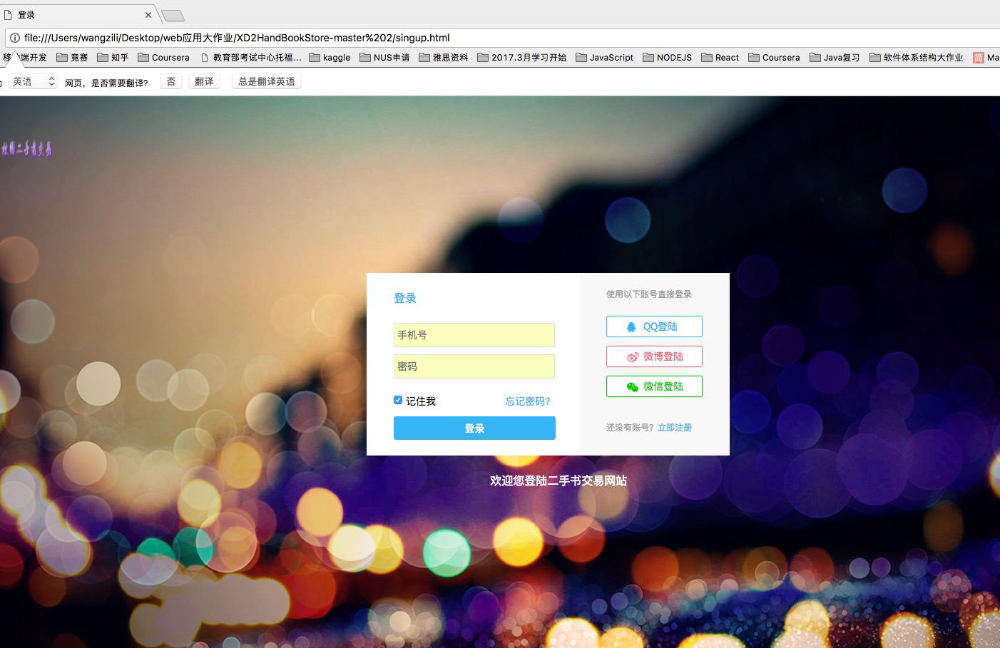 登录
file:///Users/wangzili/Desktop/web应用大作业/XD2HandBookStore-master%202/singup.html
移动端开发 竞赛 知乎 Coursera 教育部考试中心托福... kaggle NUS申请 雅思资料 2017.3月学习开始 JavaScript NODEJS React Coursera Java复习 软件体系结构大作业 简 Ma
英语 网页，是否需要翻译? 否 翻译 总是翻译英语
校园二手书交易
登录
手机号
密码
记住我 忘记密码?
登录
使用以下账号直接登录
QQ登陆
微博登陆
微信登陆
还没有账号? 立即注册
欢迎您登陆二手书交易网站